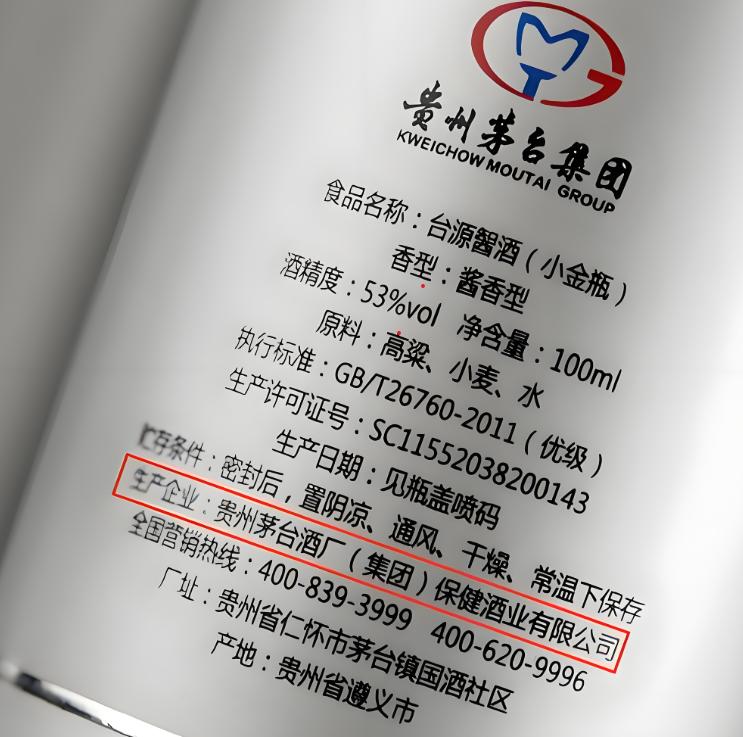 贵州茅台集团
KWEICHOW MOUTAI GROUP
食品名称：台源酱酒（小金瓶）
香型：酱香型
酒精度：53%vol 净含量：100ml
原料：高粱、小麦、水
执行标准：GB/T26760-2011（优级）
生产许可证号：SC11552038200143
生产日期：见瓶盖喷码
贮存条件：密封后，置阴凉、通风、干燥、常温下保存
生产企业：贵州茅台酒厂（集团）保健酒业有限公司
全国营销热线：400-839-3999 400-620-9996
厂址：贵州省仁怀市茅台镇国酒社区
产地：贵州省遵义市